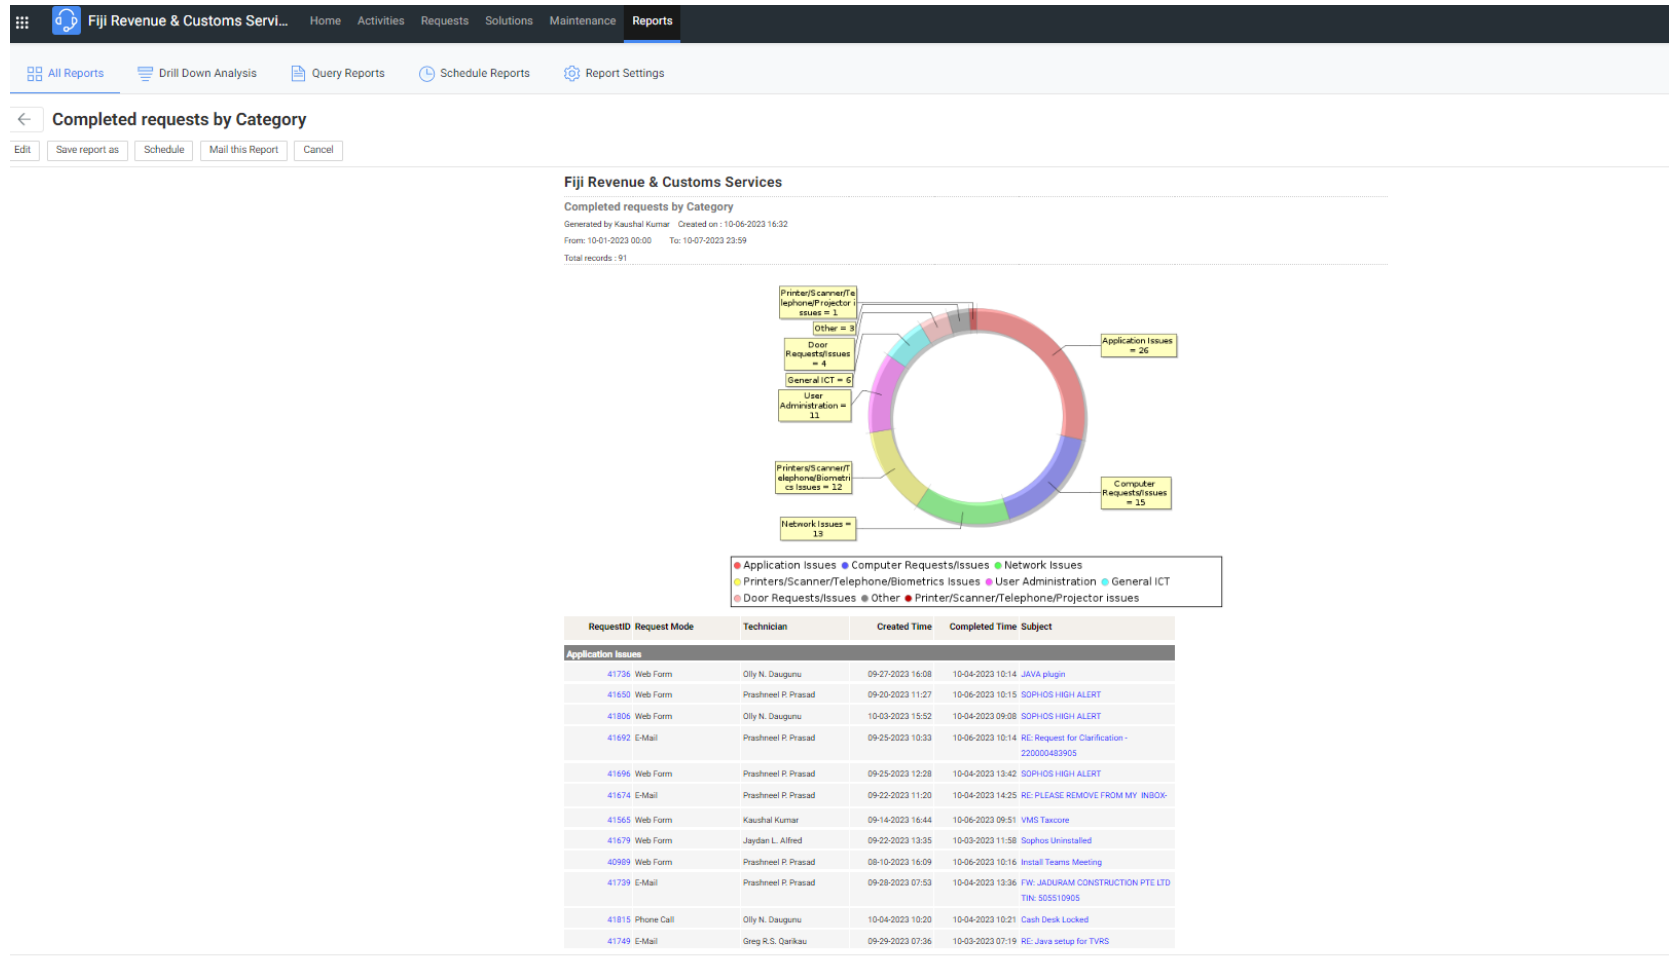 Fiji Revenue & Customs Servi...
Home Activities Requests Solutions Maintenance Reports
All Reports Drill Down Analysis Query Reports Schedule Reports Report Settings
Completed requests by Category
Edit Save report as Schedule Mail this Report Cancel
Fiji Revenue & Customs Services
Completed requests by Category
Generated by Kaushal Kumar Created on : 10-06-2023 16:32
From: 10-01-2023 00:00 To: 10-07-2023 23:59
Total records : 91
Printer/Scanner/Te
lephone/Projector i
ssues = 1
Other = 3
Door
Requests/Issues
= 4
General ICT = 6
User
Administration =
11
Printers/Scanner/T
elephone/Biometri
cs Issues = 12
Network Issues =
13
Application Issues
= 26
Computer
Requests/Issues
= 15
Application Issues Computer Requests/Issues Network Issues
Printers/Scanner/Telephone/Biometrics Issues User Administration General ICT
Door Requests/Issues Other Printer/Scanner/Telephone/Projector issues
RequestID Request Mode Technician Created Time Completed Time Subject
Application Issues
41736 Web Form Olly N. Daugunu 09-27-2023 16:08 10-04-2023 10:14 JAVA plugin
41650 Web Form Prashneel P. Prasad 09-20-2023 11:27 10-06-2023 10:15 SOPHOS HIGH ALERT
41806 Web Form Olly N. Daugunu 10-03-2023 15:52 10-04-2023 09:08 SOPHOS HIGH ALERT
41692 E-Mail Prashneel P. Prasad 09-25-2023 10:33 10-06-2023 10:14 RE: Request for Clarification -
220000483905
41696 Web Form Prashneel P. Prasad 09-25-2023 12:28 10-04-2023 13:42 SOPHOS HIGH ALERT
41674 E-Mail Prashneel P. Prasad 09-22-2023 11:20 10-04-2023 14:25 RE: PLEASE REMOVE FROM MY INBOX-
41565 Web Form Kaushal Kumar 09-14-2023 16:44 10-06-2023 09:51 VMS Taxcore
41679 Web Form Jaydan L. Alfred 09-22-2023 13:35 10-03-2023 11:58 Sophos Uninstalled
40989 Web Form Prashneel P. Prasad 08-10-2023 16:09 10-06-2023 10:16 Install Teams Meeting
41739 E-Mail Prashneel P. Prasad 09-28-2023 07:53 10-04-2023 13:36 FW: JADURAM CONSTRUCTION PTE LTD
TIN: 505510905
41815 Phone Call Olly N. Daugunu 10-04-2023 10:20 10-04-2023 10:21 Cash Desk Locked
41749 E-Mail Greg R.S. Qarikau 09-29-2023 07:36 10-03-2023 07:19 RE: Java setup for TVRS